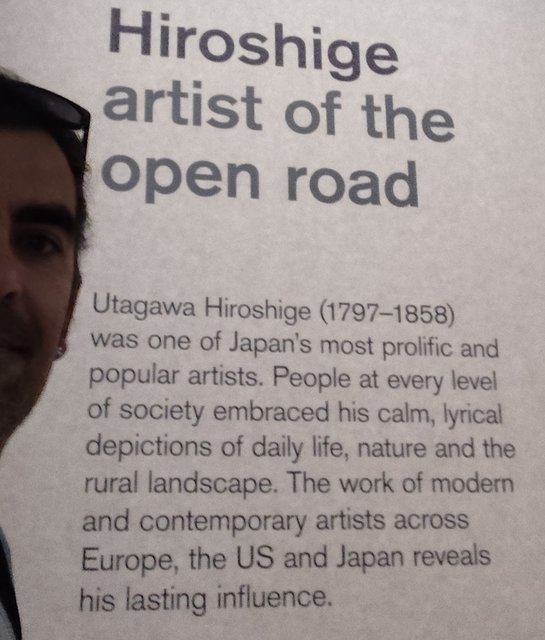 Hiroshige
artist of the
open road
Utagawa Hiroshige (1797–1858)
was one of Japan's most prolific and
popular artists. People at every level
of society embraced his calm, lyrical
depictions of daily life, nature and the
rural landscape. The work of modern
and contemporary artists across
Europe, the US and Japan reveals
his lasting influence.